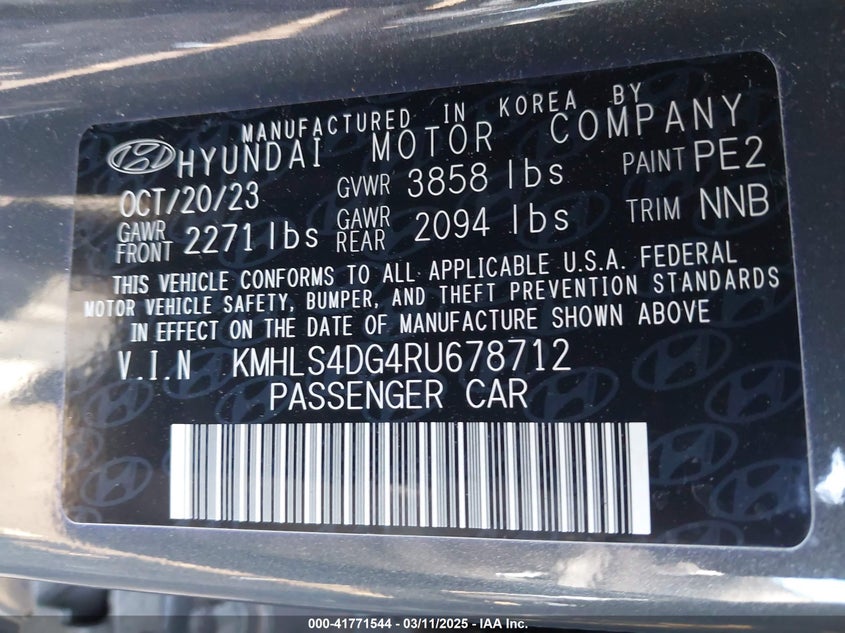 MANUFACTURED IN KOREA BY
HYUNDAI MOTOR COMPANY
OCT/20/23 GVWR 3858 lbs PAINT PE2
GAWR FRONT 2271 lbs GAWR REAR 2094 lbs TRIM NNB
THIS VEHICLE CONFORMS TO ALL APPLICABLE U.S.A. FEDERAL
MOTOR VEHICLE SAFETY, BUMPER, AND THEFT PREVENTION STANDARDS
IN EFFECT ON THE DATE OF MANUFACTURE SHOWN ABOVE
V.I.N KMHLS4DG4RU678712
PASSENGER CAR
000-41771544 — 03/11/2025 - IAA Inc.